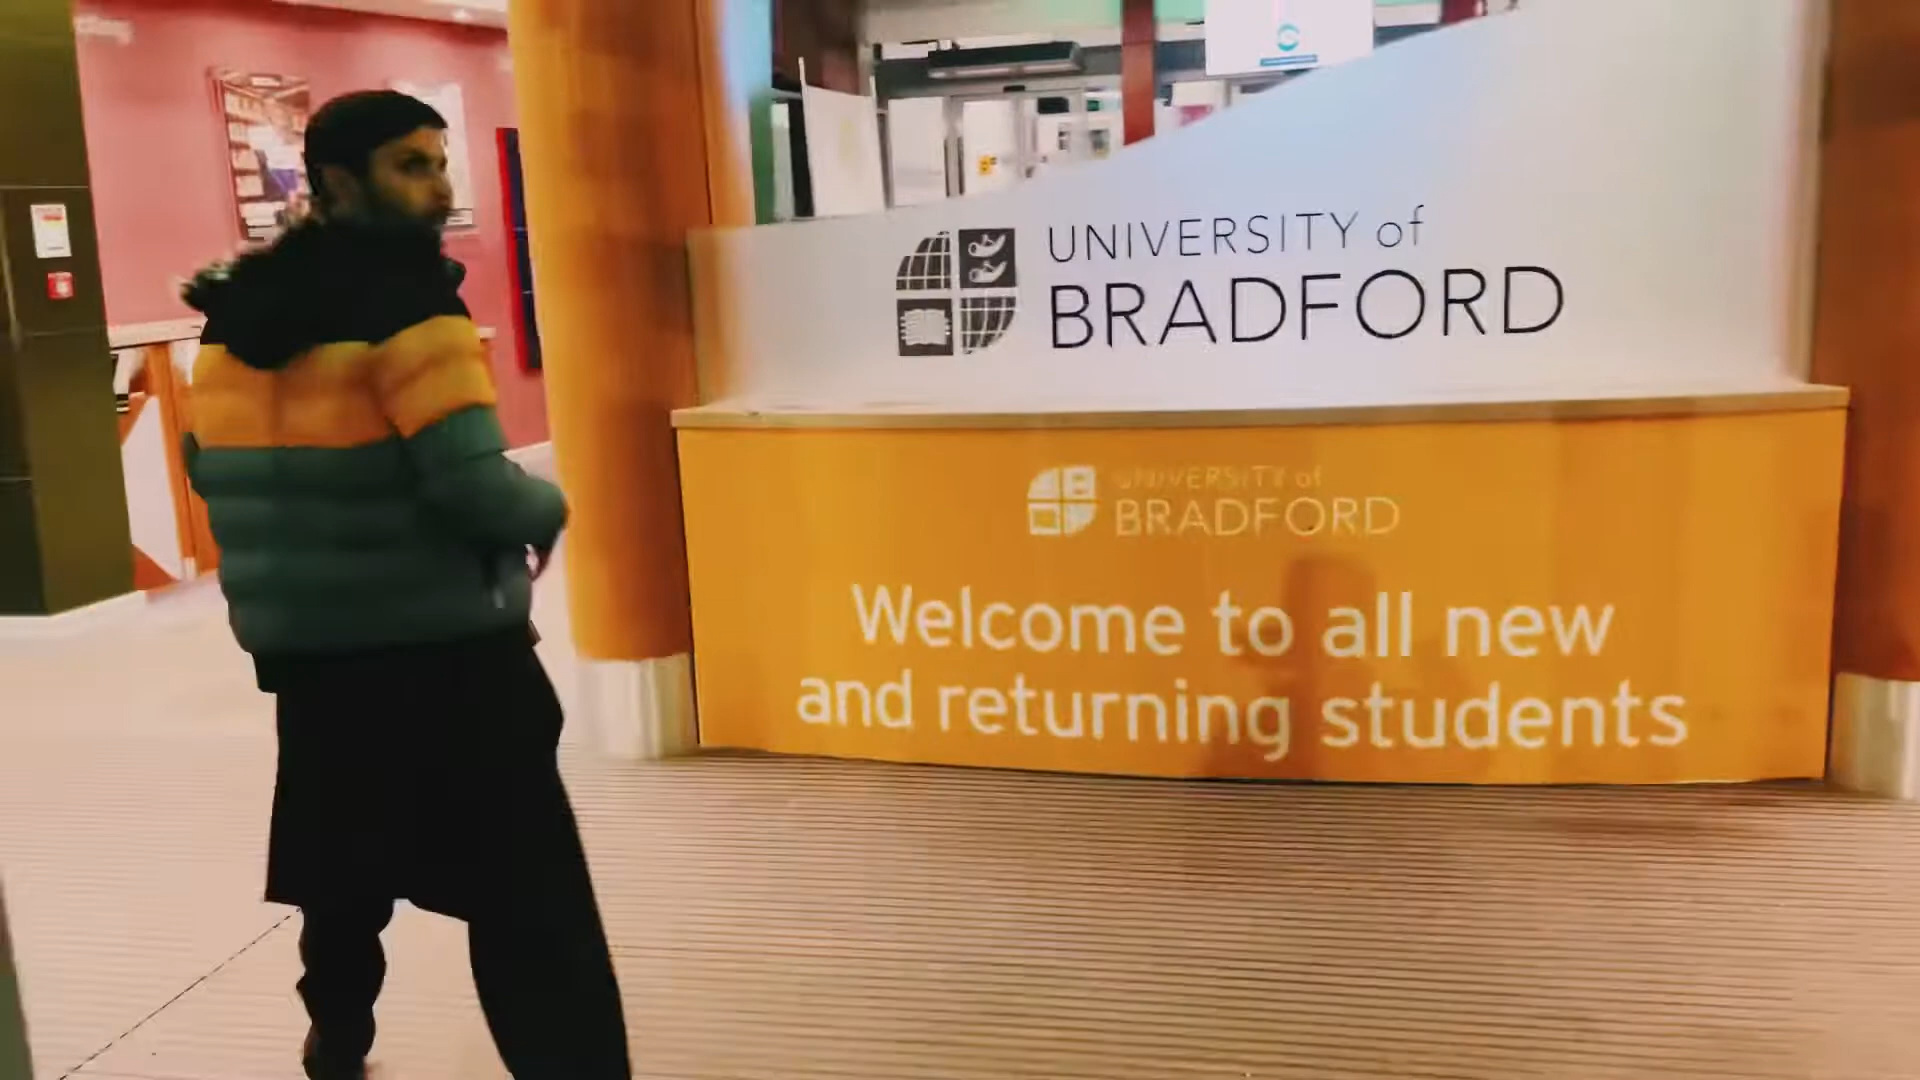 UNIVERSITY of
BRADFORD
UNIVERSITY of
BRADFORD
Welcome to all new
and returning students